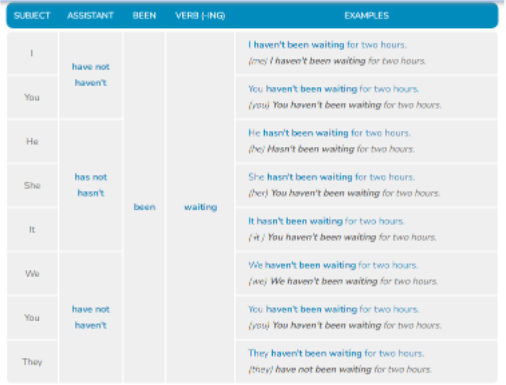 SUBJECT ASSISTANT BEEN VERB (-ING) EXAMPLES
I
have not
haven't
You
I haven't been waiting for two hours.
(me) I haven't been waiting for two hours.
You haven't been waiting for two hours.
(you) You haven't been waiting for two hours.
He
She
It
has not
hasn't
been
waiting
He hasn't been waiting for two hours.
(he) Hasn't been waiting for two hours.
She hasn't been waiting for two hours.
(her) You haven't been waiting for two hours.
It hasn't been waiting for two hours.
(it) You haven't been waiting for two hours.
We
You
They
have not
haven't
We haven't been waiting for two hours.
(we) We haven't been waiting for two hours.
You haven't been waiting for two hours.
(you) You haven't been waiting for two hours.
They haven't been waiting for two hours.
(they) have not been waiting for two hours.